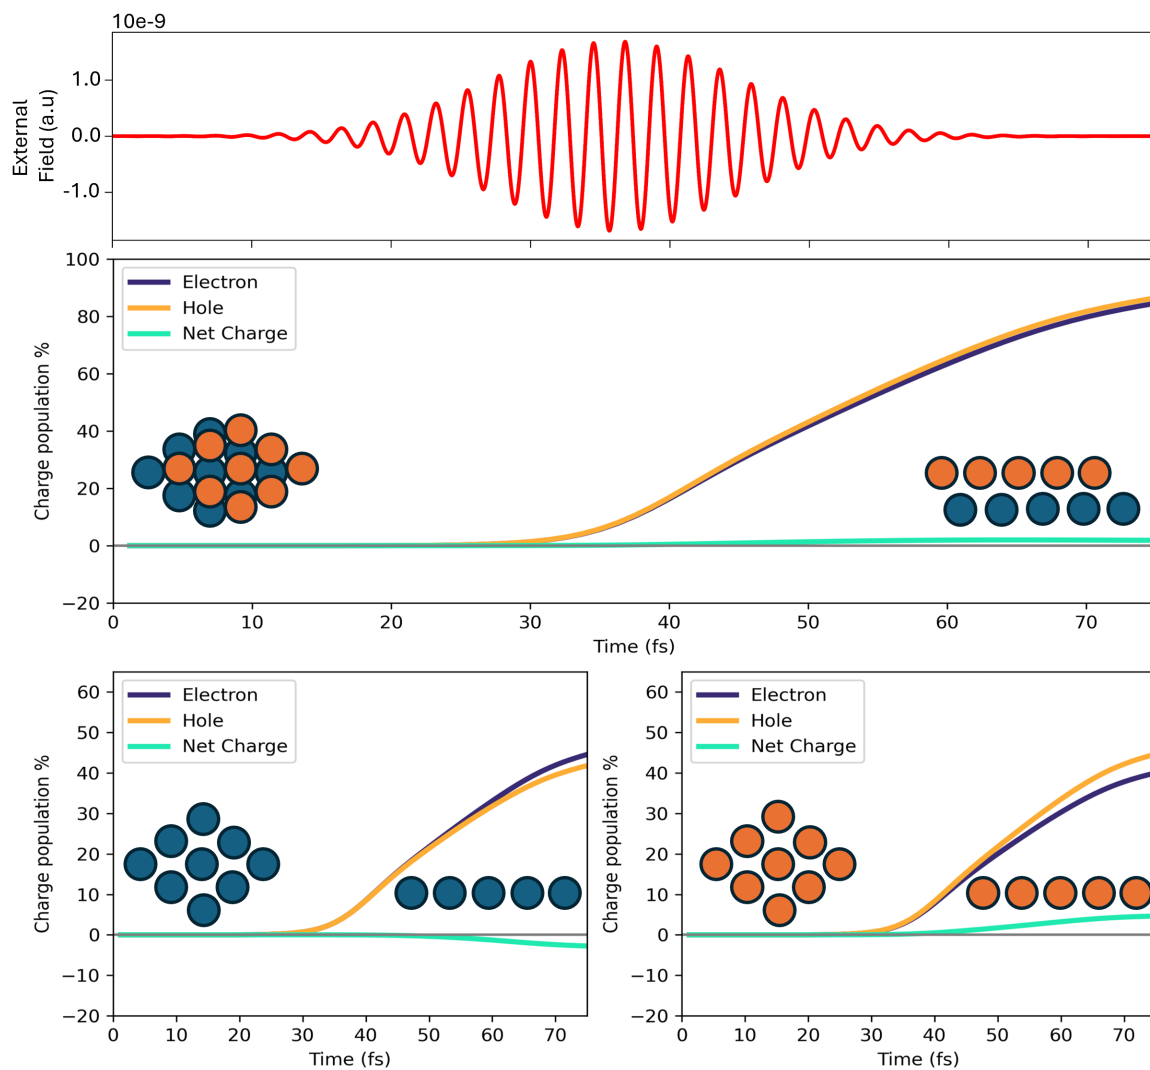 10e-9
External
Field (a.u)
1.0
0.0
-1.0
Electron
Hole
Net Charge
Charge population %
100
80
60
40
20
0
−20
0 10 20 30 40 50 60 70
Time (fs)
Electron
Hole
Net Charge
Charge population %
60
50
40
30
20
10
0
−10
−20
0 10 20 30 40 50 60 70
Time (fs)
Electron
Hole
Net Charge
Charge population %
60
50
40
30
20
10
0
−10
−20
0 10 20 30 40 50 60 70
Time (fs)